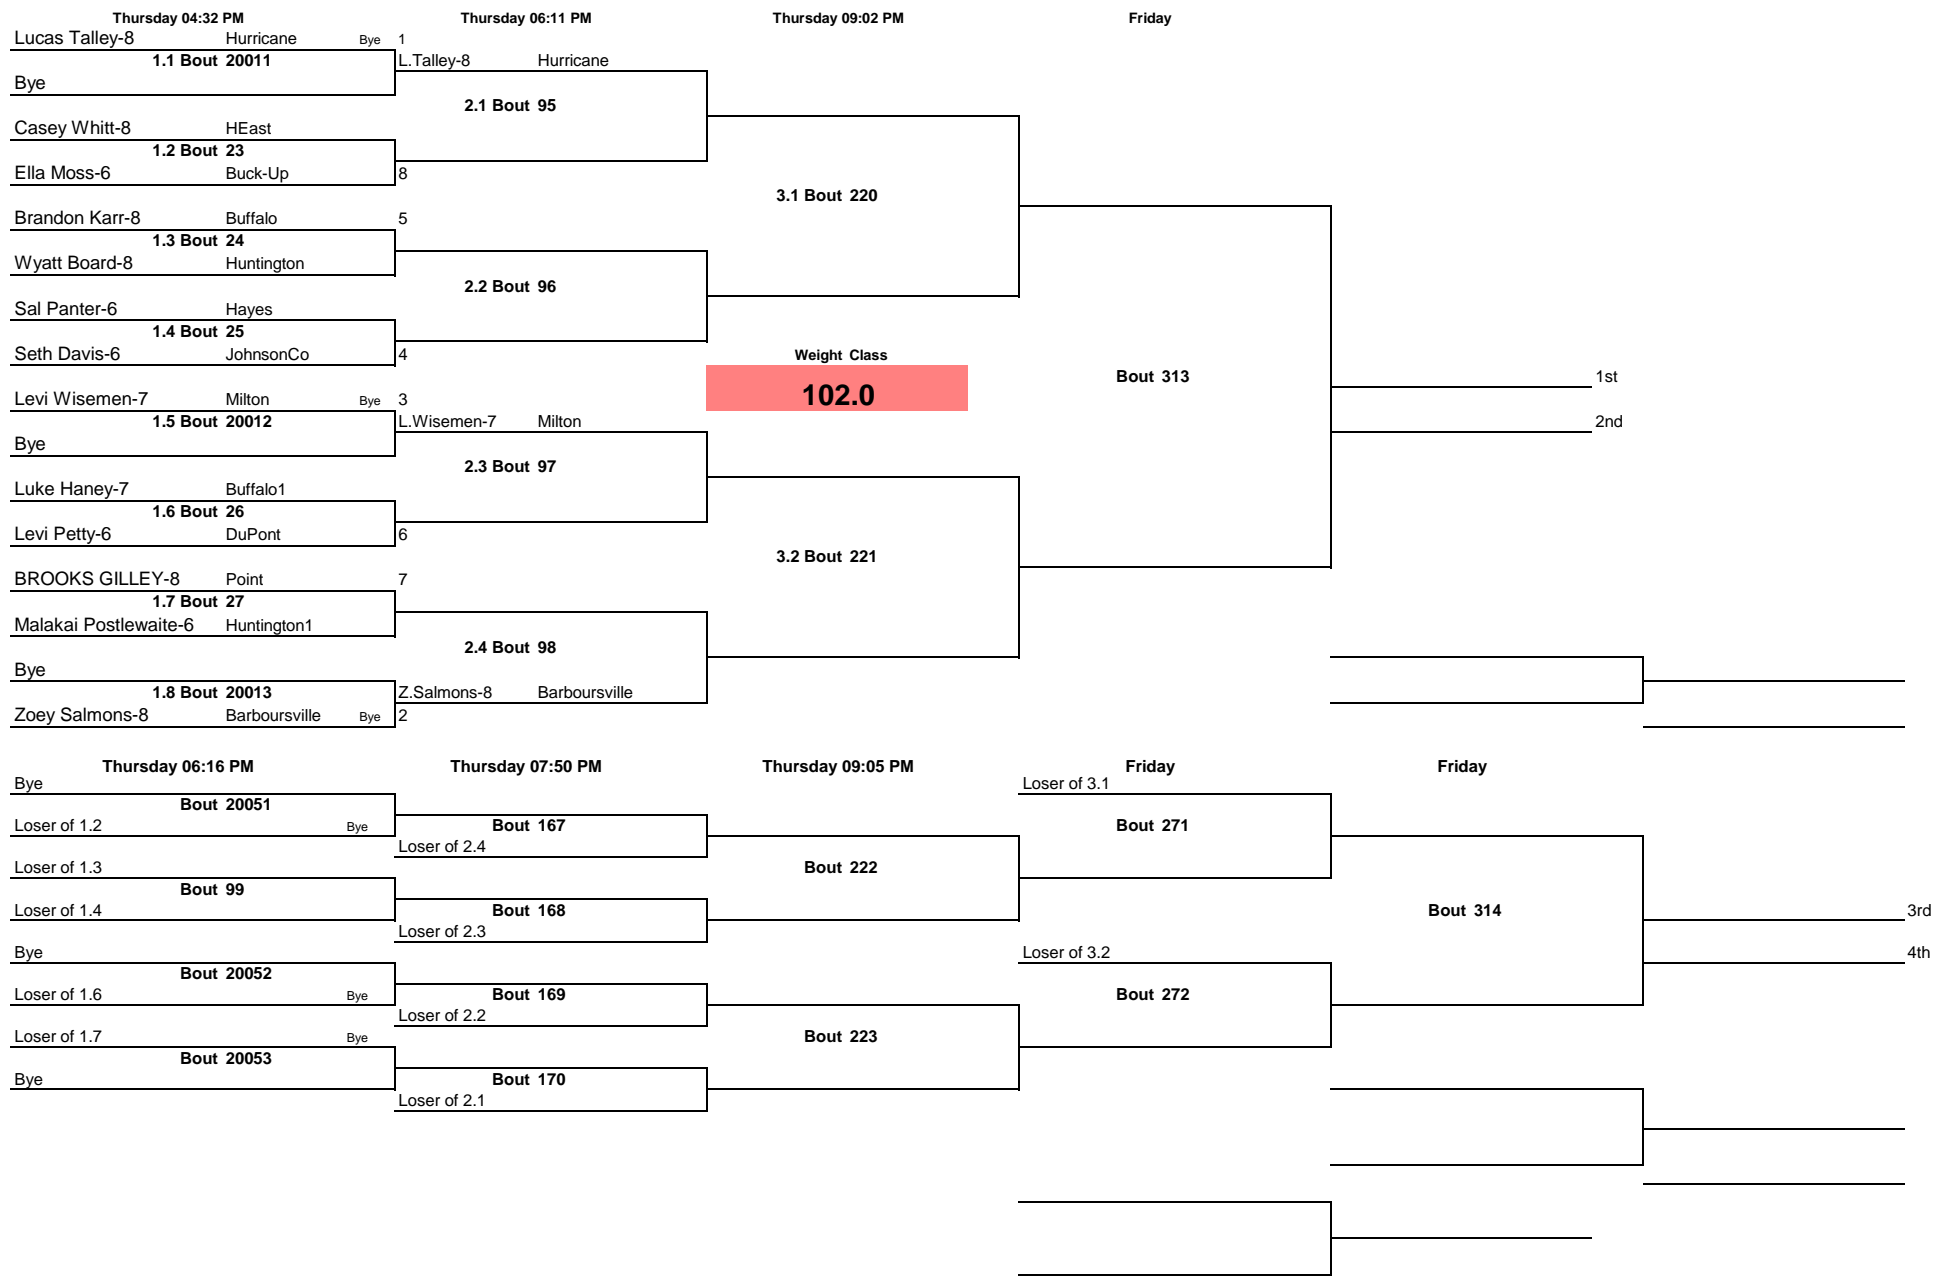 Thursday 04:32 PM Thursday 06:11 PM Thursday 09:02 PM Friday
Lucas Talley-8 Hurricane Bye 1
1.1 Bout 20011 L.Talley-8 Hurricane
Bye
2.1 Bout 95
Casey Whitt-8 HEast
1.2 Bout 23
Ella Moss-6 Buck-Up 8
3.1 Bout 220
Brandon Karr-8 Buffalo 5
1.3 Bout 24
Wyatt Board-8 Huntington
2.2 Bout 96
Sal Panter-6 Hayes
1.4 Bout 25
Seth Davis-6 JohnsonCo 4 Weight Class
Bout 313 1st
Levi Wisemen-7 Milton Bye 3 102.0
1.5 Bout 20012 L.Wisemen-7 Milton 2nd
Bye
2.3 Bout 97
Luke Haney-7 Buffalo1
1.6 Bout 26
Levi Petty-6 DuPont 6
3.2 Bout 221
BROOKS GILLEY-8 Point 7
1.7 Bout 27
Malakai Postlewaite-6 Huntington1
2.4 Bout 98
Bye
1.8 Bout 20013 Z.Salmons-8 Barboursville
Zoey Salmons-8 Barboursville Bye 2
Thursday 06:16 PM Thursday 07:50 PM Thursday 09:05 PM Friday Friday
Bye Loser of 3.1
Bout 20051
Loser of 1.2 Bye Bout 167 Bout 271
Loser of 2.4
Loser of 1.3 Bout 222
Bout 99
Loser of 1.4 Bout 168 Bout 314 3rd
Loser of 2.3
Bye Loser of 3.2 4th
Bout 20052
Loser of 1.6 Bye Bout 169 Bout 272
Loser of 2.2
Loser of 1.7 Bye Bout 223
Bout 20053
Bye Bout 170
Loser of 2.1